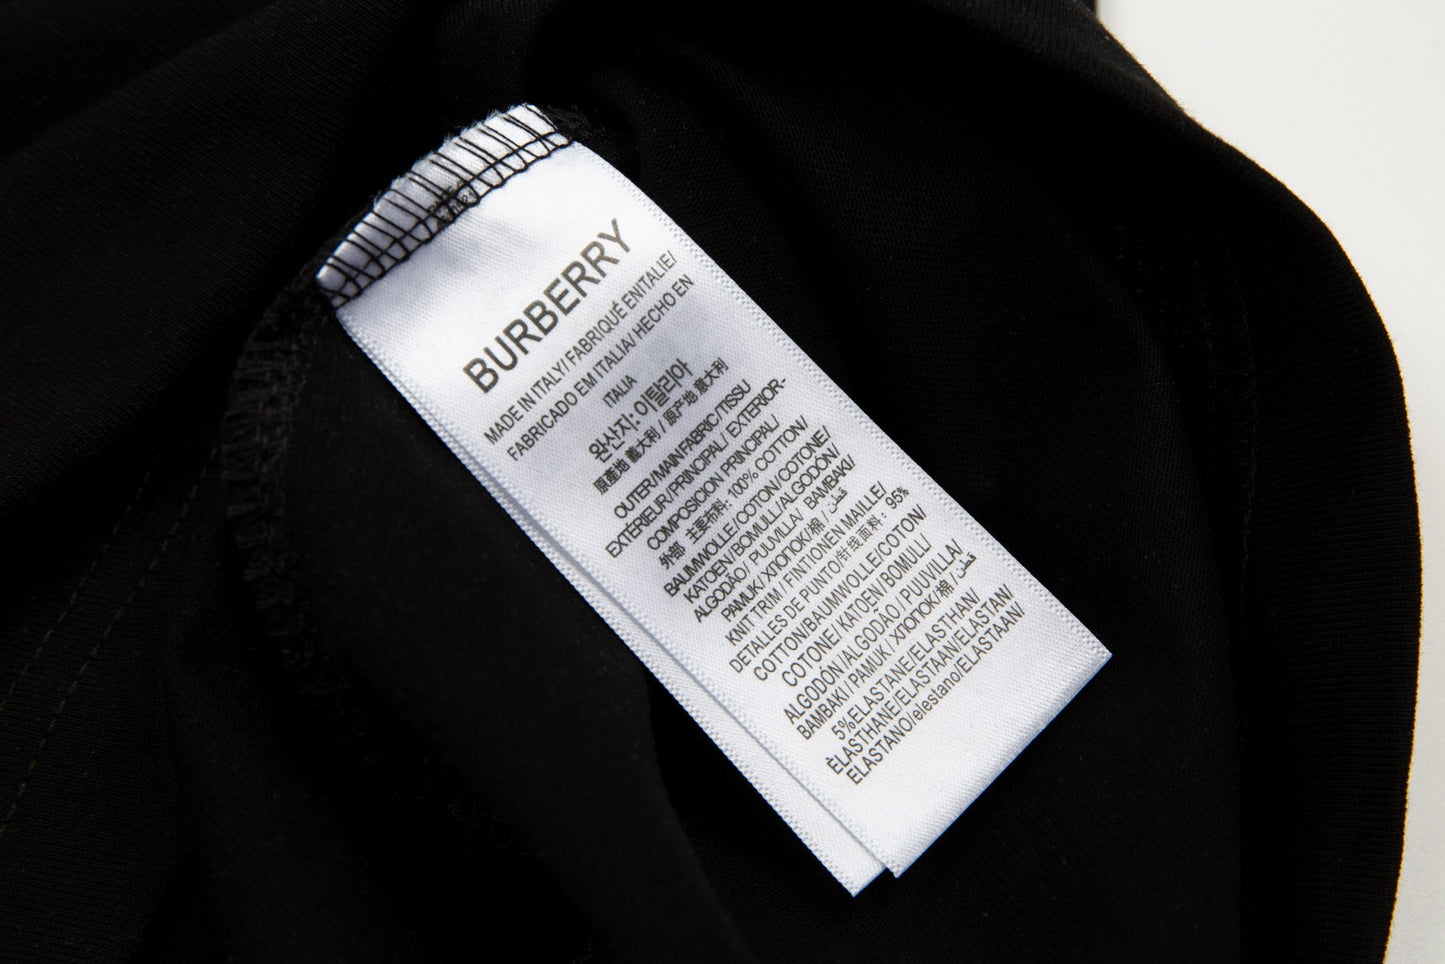 BURBERRY
MADE IN ITALY/ FABRIQUÉ ENITALIE/
FABRICADO EM ITALIA/ HECHO EN
ITALIA
완산지: 이탈리아
原產地 意大利 / 原产地 意大利
OUTER/MAIN FABRIC/TISSU
EXTÉRIEUR/PRINCIPAL/ EXTERIOR-
COMPOSICION PRINCIPAL/
外部 主要布料: 100% COTTON/
BAUMWOLLE/COTON/COTONE/
KATOEN/BOMULL/ALGODÓN/
ALGODÃO/ PUUVILLA/ BAMBAKI/
PAMUK/ХЛОПОК/棉/ قطن
KNIT TRIM / FINITIONEN MAILLE/
DETALLES DE PUNTO/针线面料: 95%
COTTON/BAUMWOLLE/COTON/
COTONE/ KATOEN / BOMULL/
ALGODÓN /ALGODÃO / PUUVILLA/
BAMBAKI / PAMUK / ХЛОПОК/棉/ قطن
5%ELASTANE/ELASTHAN/
ÈLASTHANE/ELASTAAN/ELASTAN/
ELASTANO/elestano/ELASTAAN/